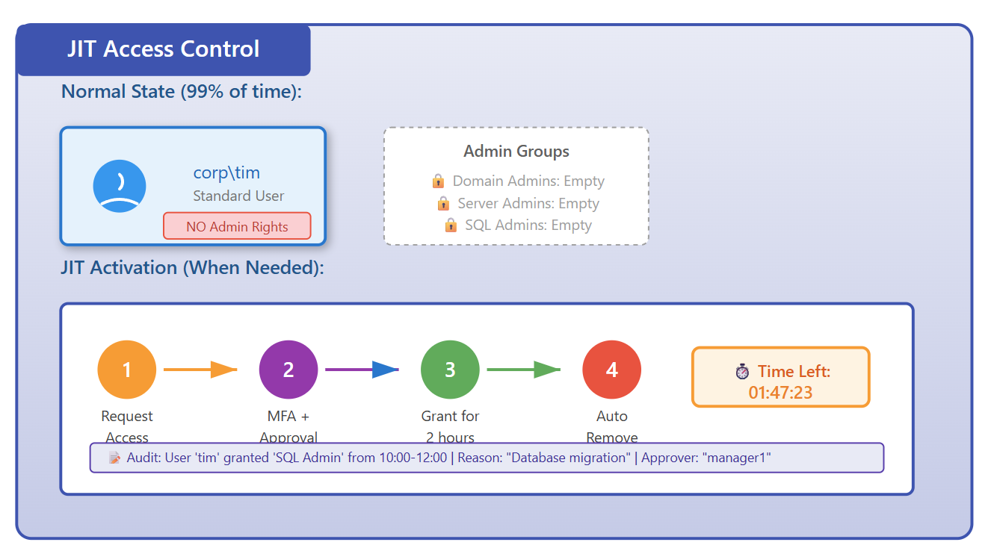 JIT Access Control
Normal State (99% of time):
corp\tim
Standard User
NO Admin Rights
Admin Groups
Domain Admins: Empty
Server Admins: Empty
SQL Admins: Empty
JIT Activation (When Needed):
1
2
3
4
Request
Access
MFA +
Approval
Grant for
2 hours
Auto
Remove
Time Left:
01:47:23
Audit: User 'tim' granted 'SQL Admin' from 10:00-12:00 | Reason: "Database migration" | Approver: "manager1"